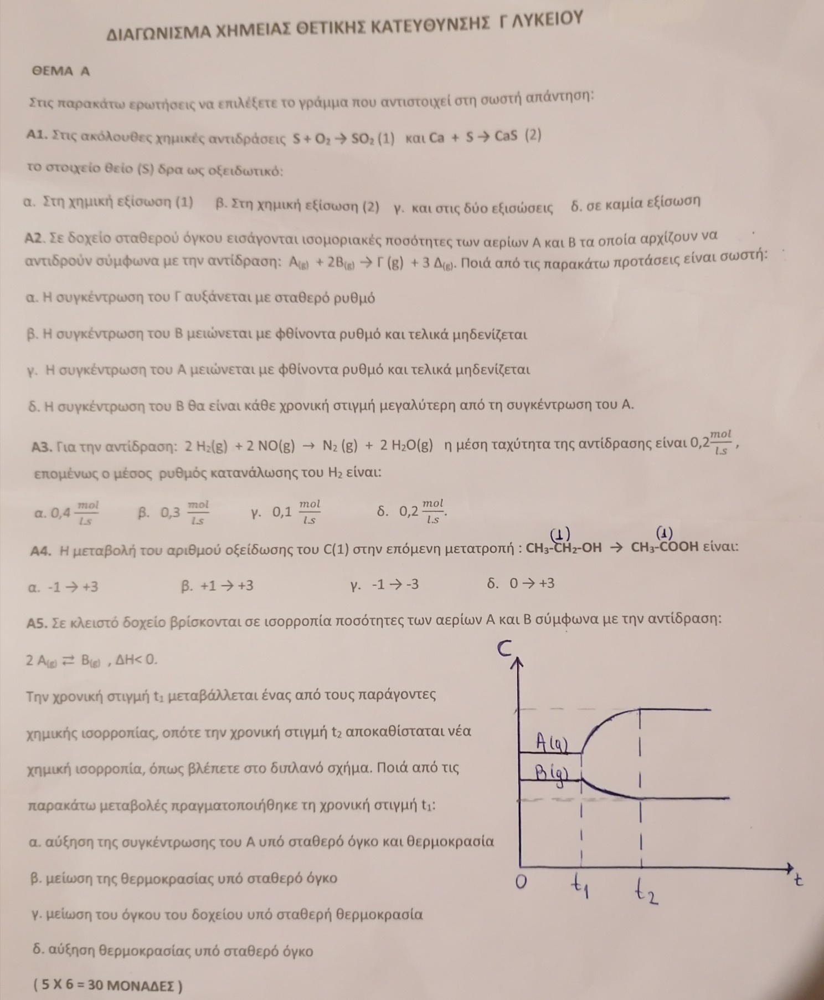 ΔΙΑΓΩΝΙΣΜΑ ΧΗΜΕΙΑΣ ΘΕΤΙΚΗΣ ΚΑΤΕΥΘΥΝΣΗΣ Γ ΛΥΚΕΙΟΥ
ΘΕΜΑ Α
Στις παρακάτω ερωτήσεις να επιλέξετε το γράμμα που αντιστοιχεί στη σωστή απάντηση:
Α1. Στις ακόλουθες χημικές αντιδράσεις S + O₂ → SO₂ (1) και Ca + S → CaS (2)
το στοιχείο θείο (S) δρα ως οξειδωτικό:
α. Στη χημική εξίσωση (1) β. Στη χημική εξίσωση (2) γ. και στις δύο εξισώσεις δ. σε καμία εξίσωση
Α2. Σε δοχείο σταθερού όγκου εισάγονται ισομοριακές ποσότητες των αερίων Α και Β τα οποία αρχίζουν να
αντιδρούν σύμφωνα με την αντίδραση: Α(g) + 2Β(g) → Γ (g) + 3 Δ(g). Ποιά από τις παρακάτω προτάσεις είναι σωστή:
α. Η συγκέντρωση του Γ αυξάνεται με σταθερό ρυθμό
β. Η συγκέντρωση του Β μειώνεται με φθίνοντα ρυθμό και τελικά μηδενίζεται
γ. Η συγκέντρωση του Α μειώνεται με φθίνοντα ρυθμό και τελικά μηδενίζεται
δ. Η συγκέντρωση του Β θα είναι κάθε χρονική στιγμή μεγαλύτερη από τη συγκέντρωση του Α.
Α3. Για την αντίδραση: 2 H₂(g) + 2 NO(g) → N₂ (g) + 2 H₂O(g) η μέση ταχύτητα της αντίδρασης είναι 0,2 mol/l.s ,
επομένως ο μέσος ρυθμός κατανάλωσης του H₂ είναι:
α. 0,4 mol/l.s β. 0,3 mol/l.s γ. 0,1 mol/l.s δ. 0,2 mol/l.s.
(1) (1)
Α4. Η μεταβολή του αριθμού οξείδωσης του C(1) στην επόμενη μετατροπή : CH₃-CH₂-OH → CH₃-COOH είναι:
α. -1 → +3 β. +1 → +3 γ. -1 → -3 δ. 0 → +3
Α5. Σε κλειστό δοχείο βρίσκονται σε ισορροπία ποσότητες των αερίων Α και Β σύμφωνα με την αντίδραση:
2 Α(g) ⇄ Β(g) , ΔΗ< 0.
Την χρονική στιγμή t₁ μεταβάλλεται ένας από τους παράγοντες
χημικής ισορροπίας, οπότε την χρονική στιγμή t₂ αποκαθίσταται νέα
χημική ισορροπία, όπως βλέπετε στο διπλανό σχήμα. Ποιά από τις
παρακάτω μεταβολές πραγματοποιήθηκε τη χρονική στιγμή t₁:
α. αύξηση της συγκέντρωσης του Α υπό σταθερό όγκο και θερμοκρασία
β. μείωση της θερμοκρασίας υπό σταθερό όγκο
γ. μείωση του όγκου του δοχείου υπό σταθερή θερμοκρασία
δ. αύξηση θερμοκρασίας υπό σταθερό όγκο
( 5 Χ 6 = 30 ΜΟΝΑΔΕΣ )
C
A(g)
B(g)
0 t₁ t₂ t